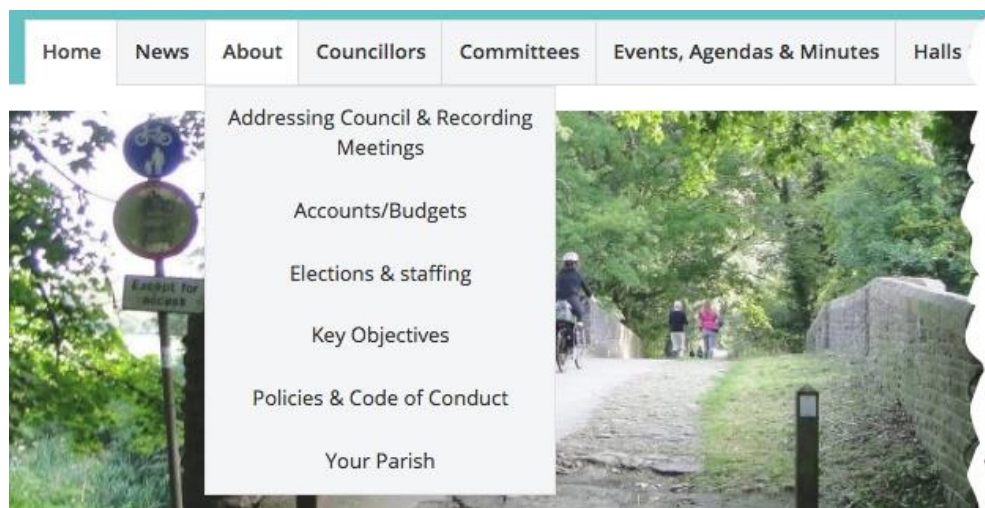 Home News About Councillors Committees Events, Agendas & Minutes Halls
Addressing Council & Recording
Meetings
Accounts/Budgets
Elections & staffing
Key Objectives
Policies & Code of Conduct
Your Parish
Except for
access